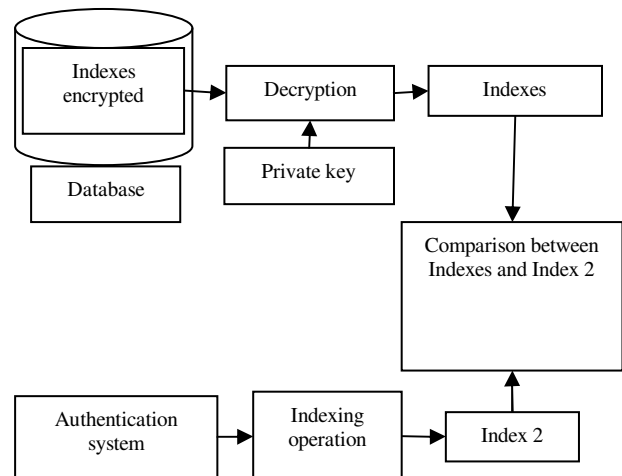 Indexes
encrypted
Decryption
Indexes
Database
Private key
Comparison between
Indexes and Index 2
Authentication
system
Indexing
operation
Index 2